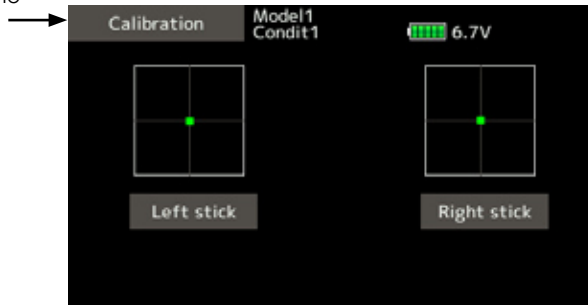 Calibration
Model1
Condit1
6.7V
Left stick
Right stick